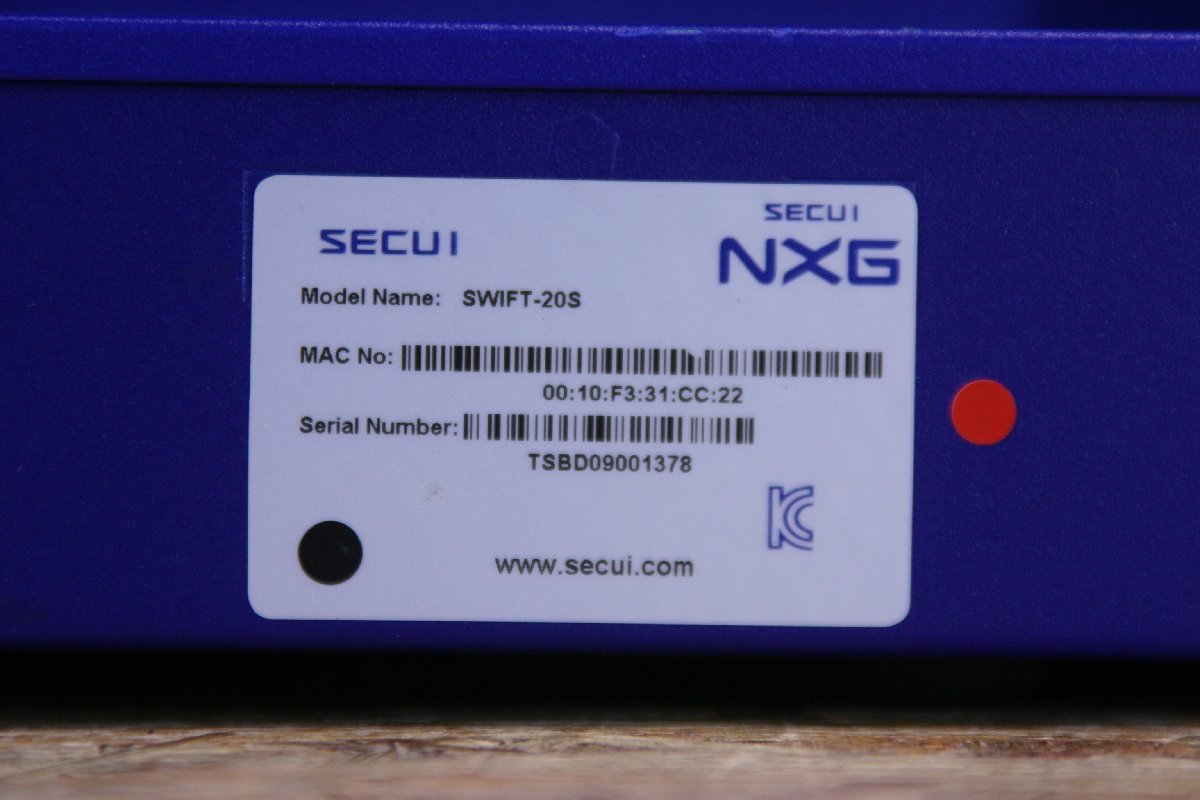 SECUI
SECUI
NXG
Model Name: SWIFT-20S
MAC No:
00:10:F3:31:CC:22
Serial Number:
TSBD09001378
KC
www.secui.com